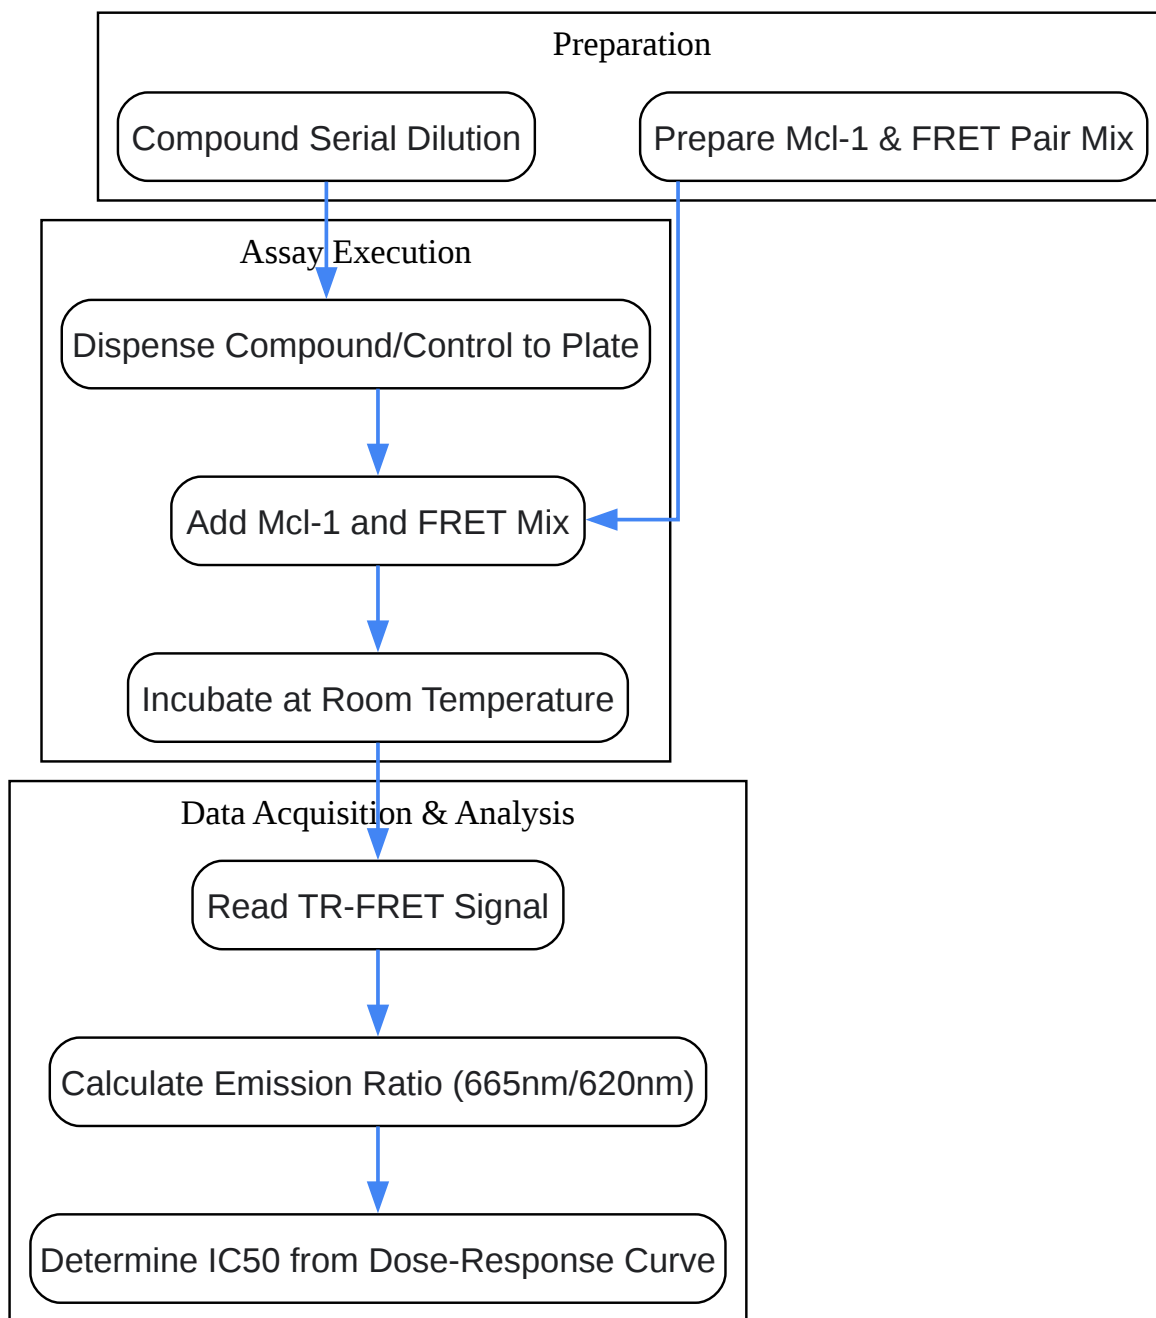 Preparation
Compound Serial Dilution
Prepare Mcl-1 & FRET Pair Mix
Assay Execution
Dispense Compound/Control to Plate
Add Mcl-1 and FRET Mix
Incubate at Room Temperature
Data Acquisition & Analysis
Read TR-FRET Signal
Calculate Emission Ratio (665nm/620nm)
Determine IC50 from Dose-Response Curve